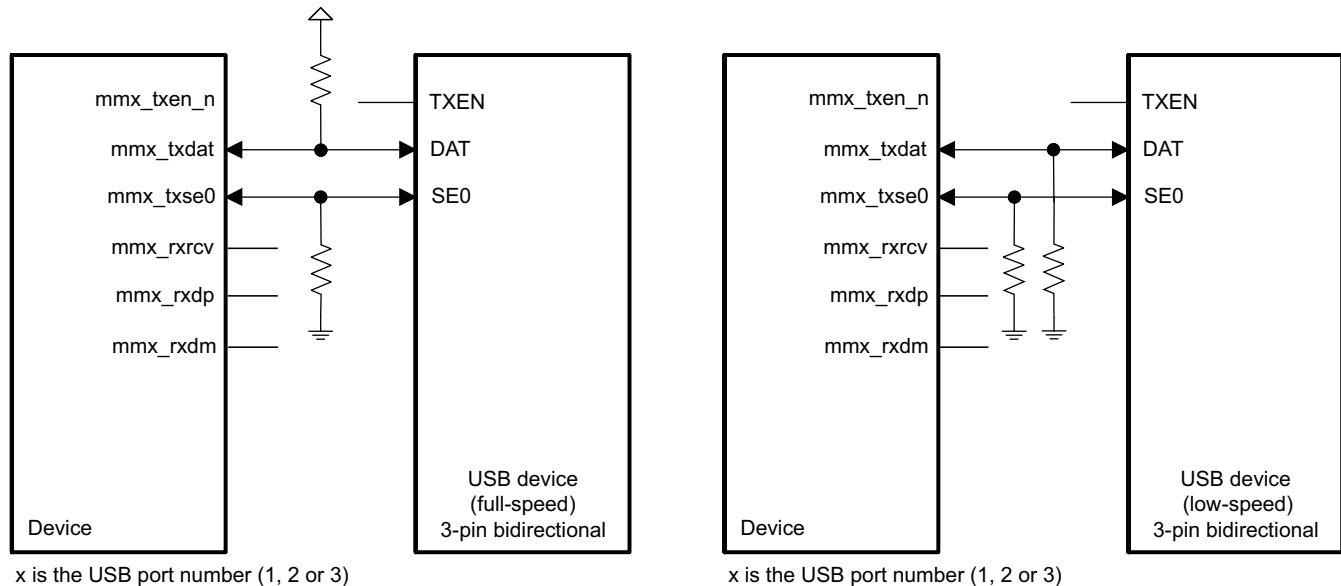 mmx_txen_n
mmx_txdat
mmx_txse0
mmx_rxrcv
mmx_rxdp
mmx_rxdm
Device
TXEN
DAT
SE0
USB device
(full-speed)
3-pin bidirectional
x is the USB port number (1, 2 or 3)
mmx_txen_n
mmx_txdat
mmx_txse0
mmx_rxrcv
mmx_rxdp
mmx_rxdm
Device
TXEN
DAT
SE0
USB device
(low-speed)
3-pin bidirectional
x is the USB port number (1, 2 or 3)